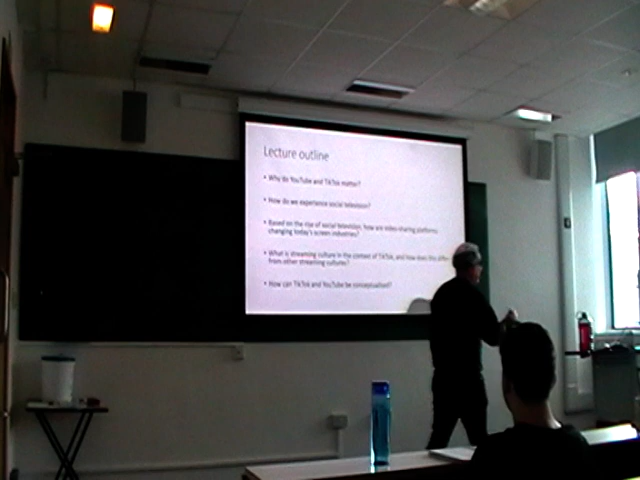 Lecture outline
• Why do YouTube and TikTok matter?
• How do we experience social television?
• Based on the rise of social television, how are video-sharing platforms
changing today's screen industries?
• What is streaming culture in the context of TikTok, and how does this differ
from other streaming cultures?
• How can TikTok and YouTube be conceptualised?